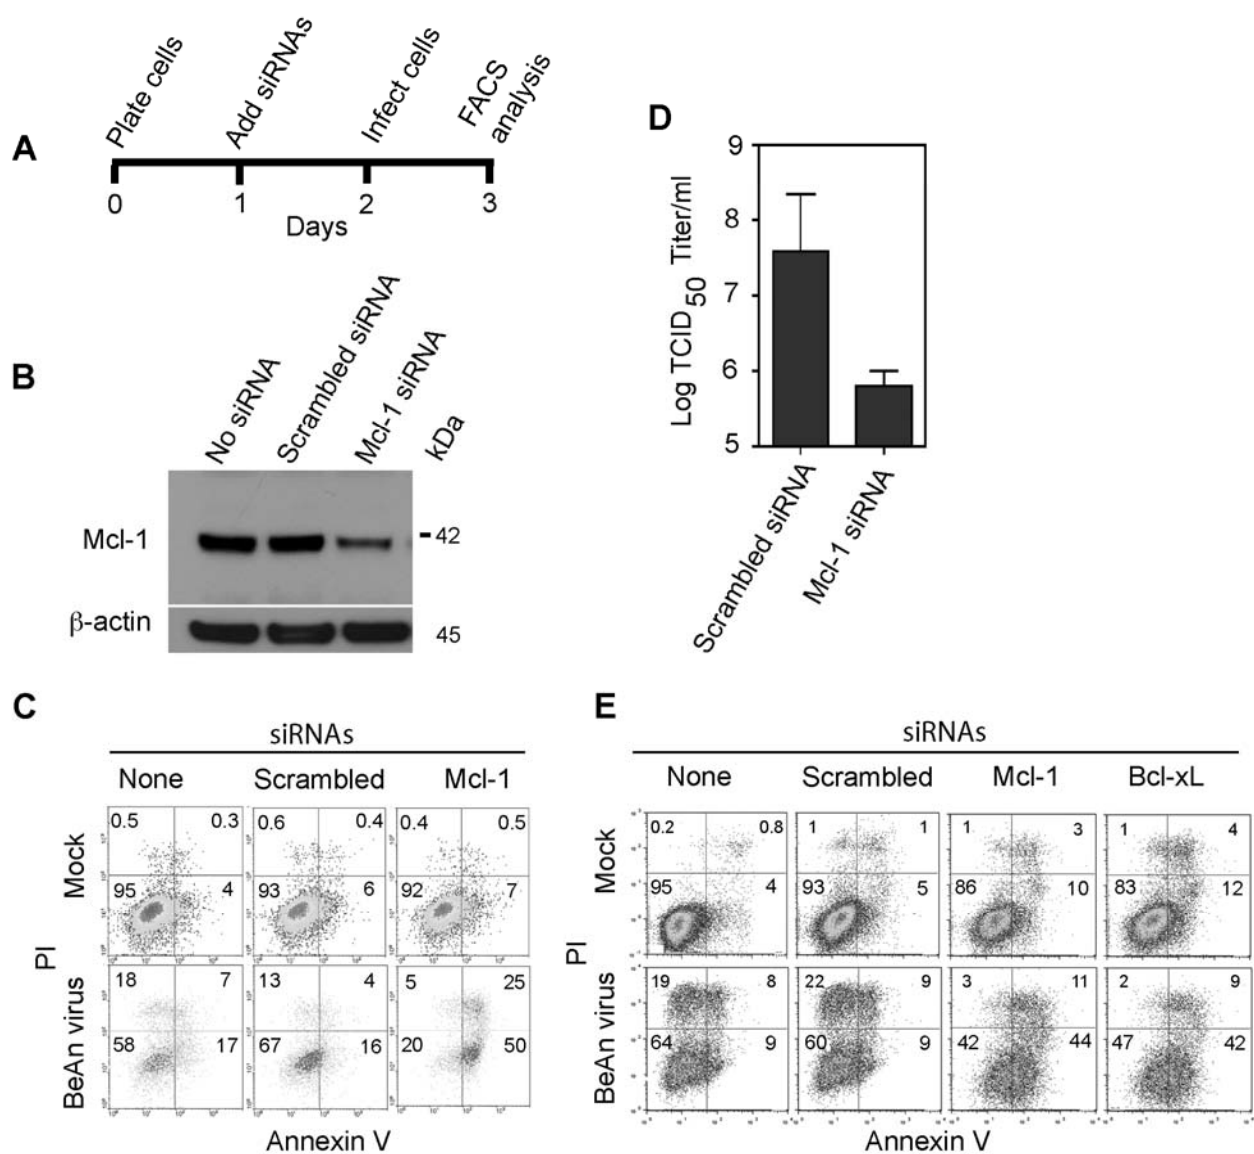 A
Plate cells
Add siRNAs
Infect cells
FACS
analysis
0 1 2 3
Days
B
No siRNA
Scrambled siRNA
Mcl-1 siRNA
kDa
Mcl-1
42
β-actin
45
C
siRNAs
None Scrambled Mcl-1
Mock
0.5 0.3 0.6 0.4 0.4 0.5
95 4 93 6 92 7
PI
BeAn virus
18 7 13 4 5 25
58 17 67 16 20 50
Annexin V
D
9
8
7
6
5
Log TCID50 Titer/ml
Scrambled siRNA
Mcl-1 siRNA
E
siRNAs
None Scrambled Mcl-1 Bcl-xL
Mock
0.2 0.8 1 1 1 3 1 4
95 4 93 5 86 10 83 12
PI
BeAn virus
19 8 22 9 3 11 2 9
64 9 60 9 42 44 47 42
Annexin V